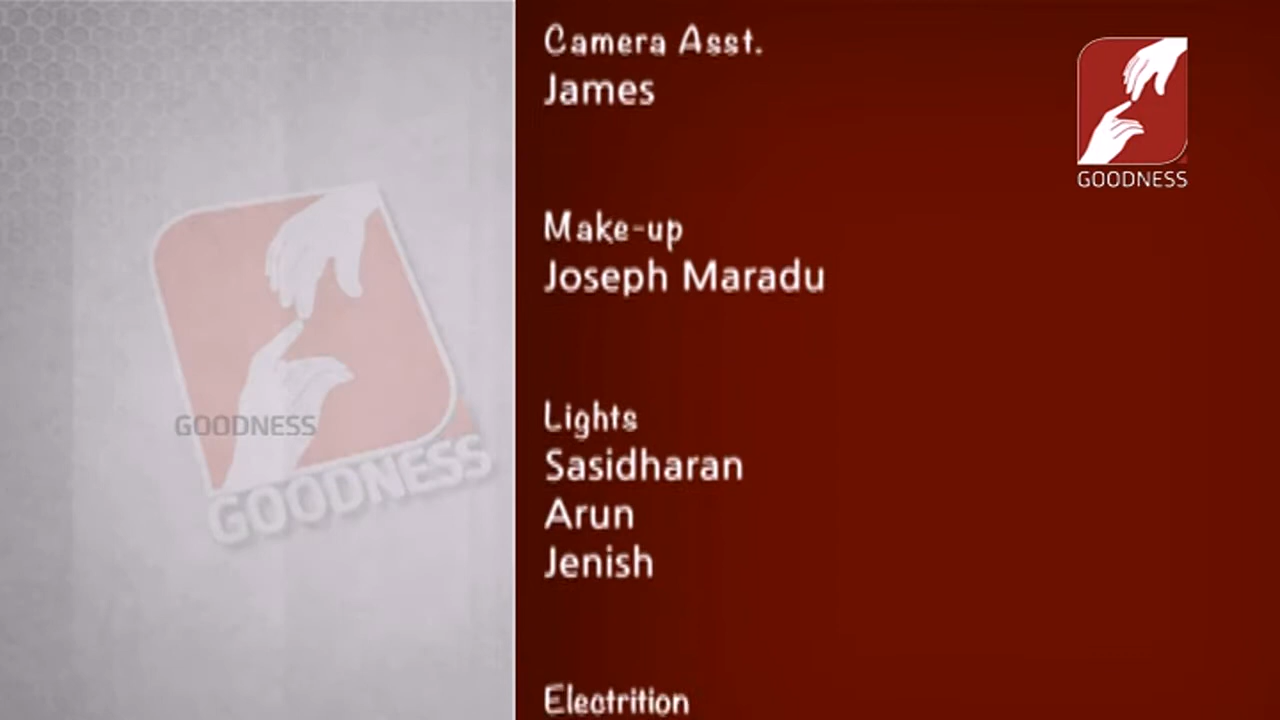 Camera Asst.
James
GOODNESS
Make-up
Joseph Maradu
Lights
Sasidharan
Arun
Jenish
Electrition
GOODNESS
GOODNESS